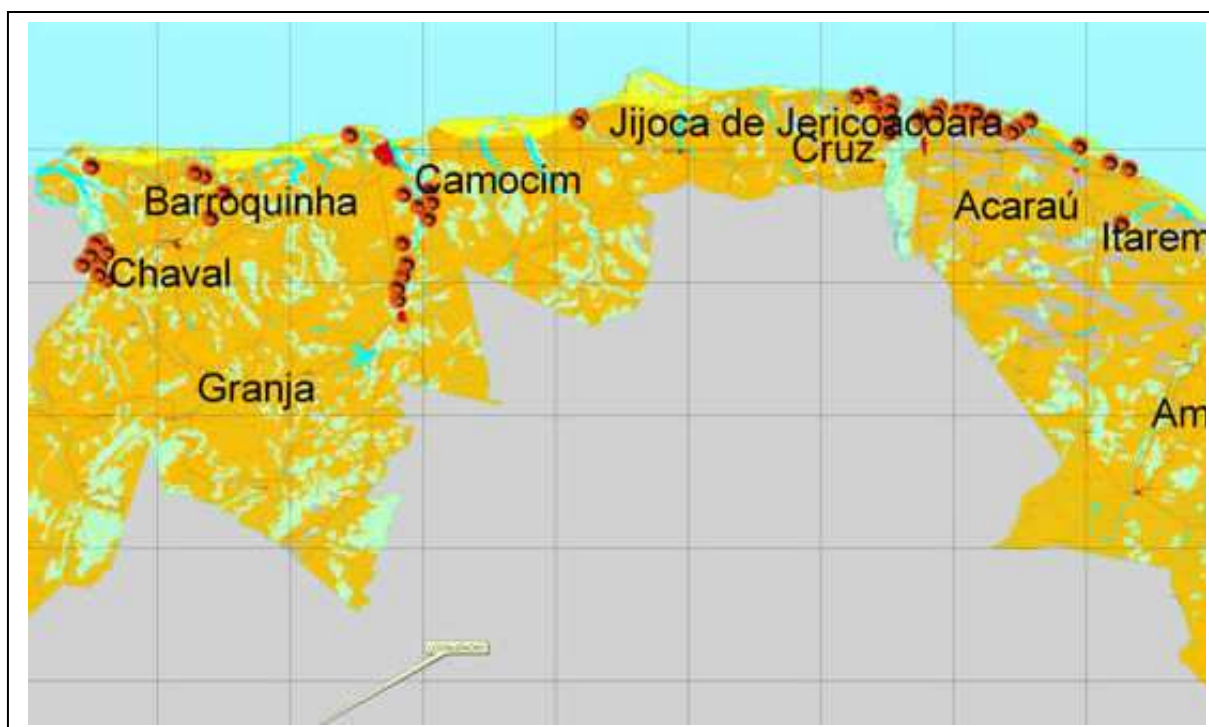 Jijoca de Jericoacoara
Cruz
Camocim
Barroquinha
Acaraú
Itarem
Chaval
Granja
Am